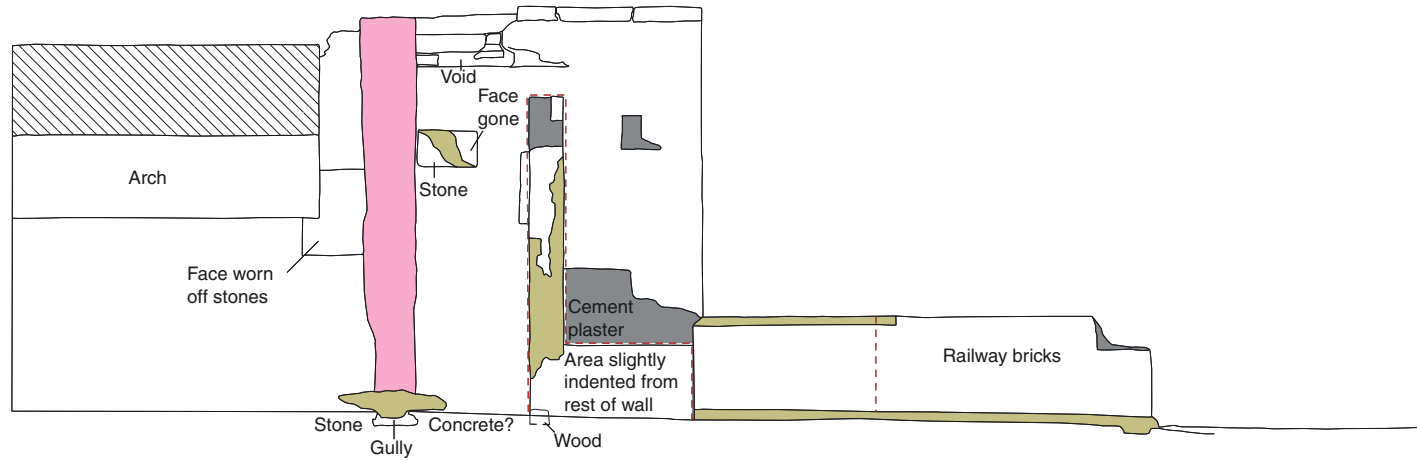 Void
Face
gone
Arch
Stone
Face worn
off stones
Cement
plaster
Area slightly
indented from
rest of wall
Railway bricks
Stone
Concrete?
Gully
Wood